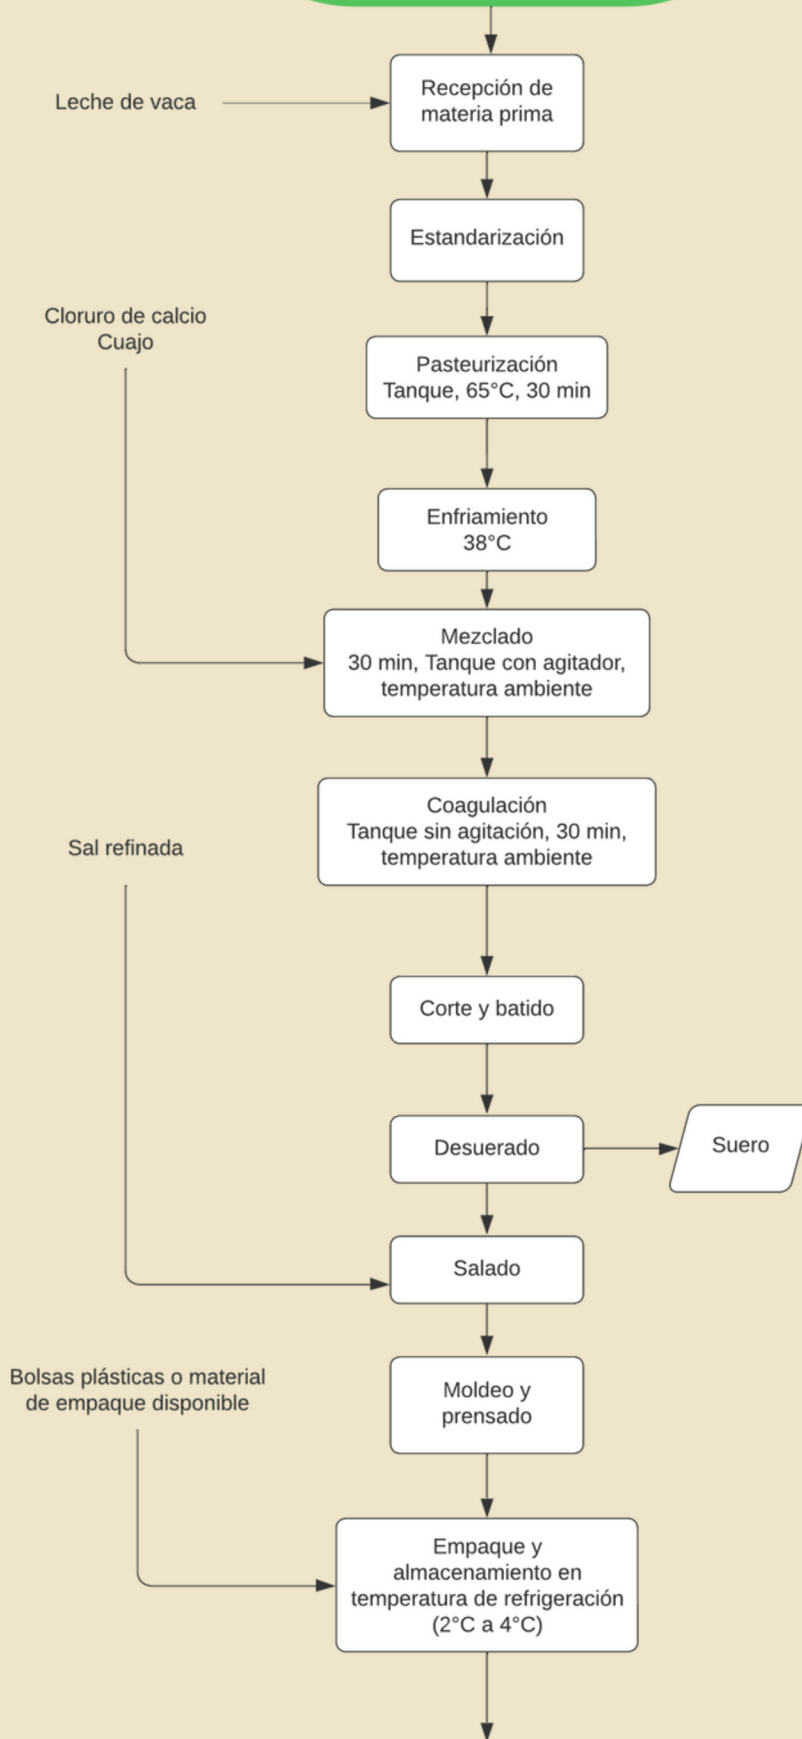 Leche de vaca
Recepción de
materia prima
Estandarización
Cloruro de calcio
Cuajo
Pasteurización
Tanque, 65°C, 30 min
Enfriamiento
38°C
Mezclado
30 min, Tanque con agitador,
temperatura ambiente
Coagulación
Tanque sin agitación, 30 min,
temperatura ambiente
Sal refinada
Corte y batido
Desuerado
Suero
Salado
Bolsas plásticas o material
de empaque disponible
Moldeo y
prensado
Empaque y
almacenamiento en
temperatura de refrigeración
(2°C a 4°C)